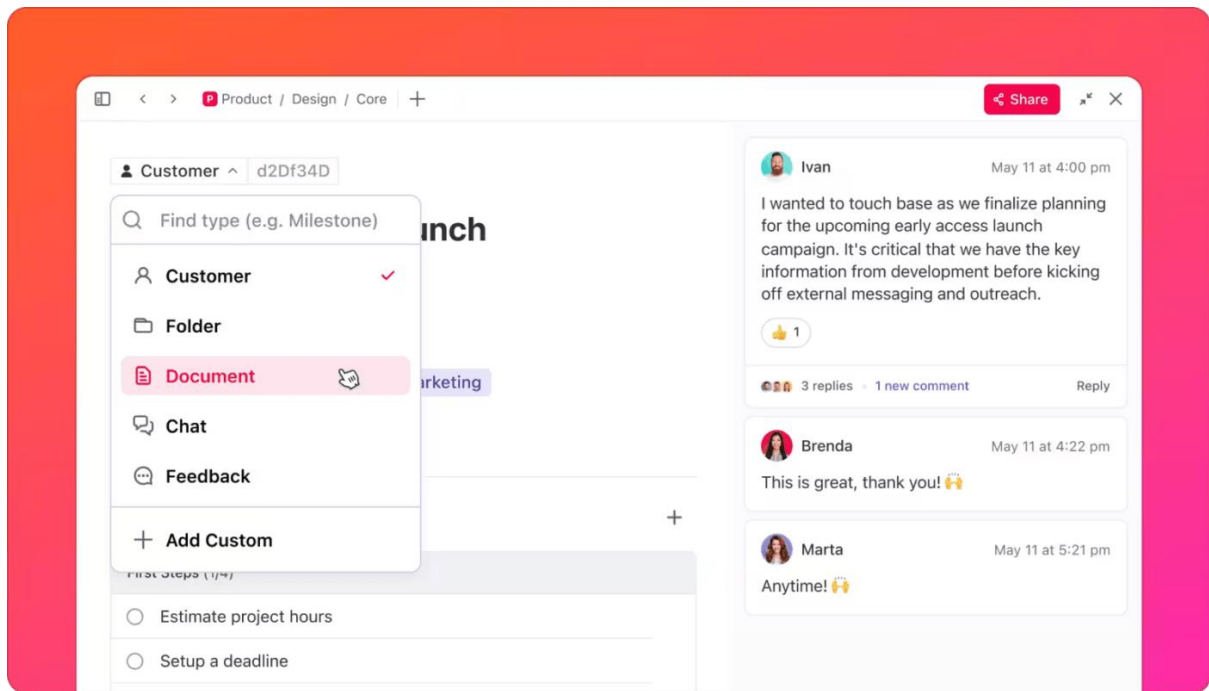 P Product / Design / Core
Share
Customer d2Df34D
Find type (e.g. Milestone)
Customer
Folder
Document
Chat
Feedback
Add Custom
First Steps (1/4)
Estimate project hours
Setup a deadline
Ivan May 11 at 4:00 pm
I wanted to touch base as we finalize planning
for the upcoming early access launch
campaign. It's critical that we have the key
information from development before kicking
off external messaging and outreach.
👍 1
3 replies • 1 new comment Reply
Brenda May 11 at 4:22 pm
This is great, thank you! 🙌
Marta May 11 at 5:21 pm
Anytime! 🙌